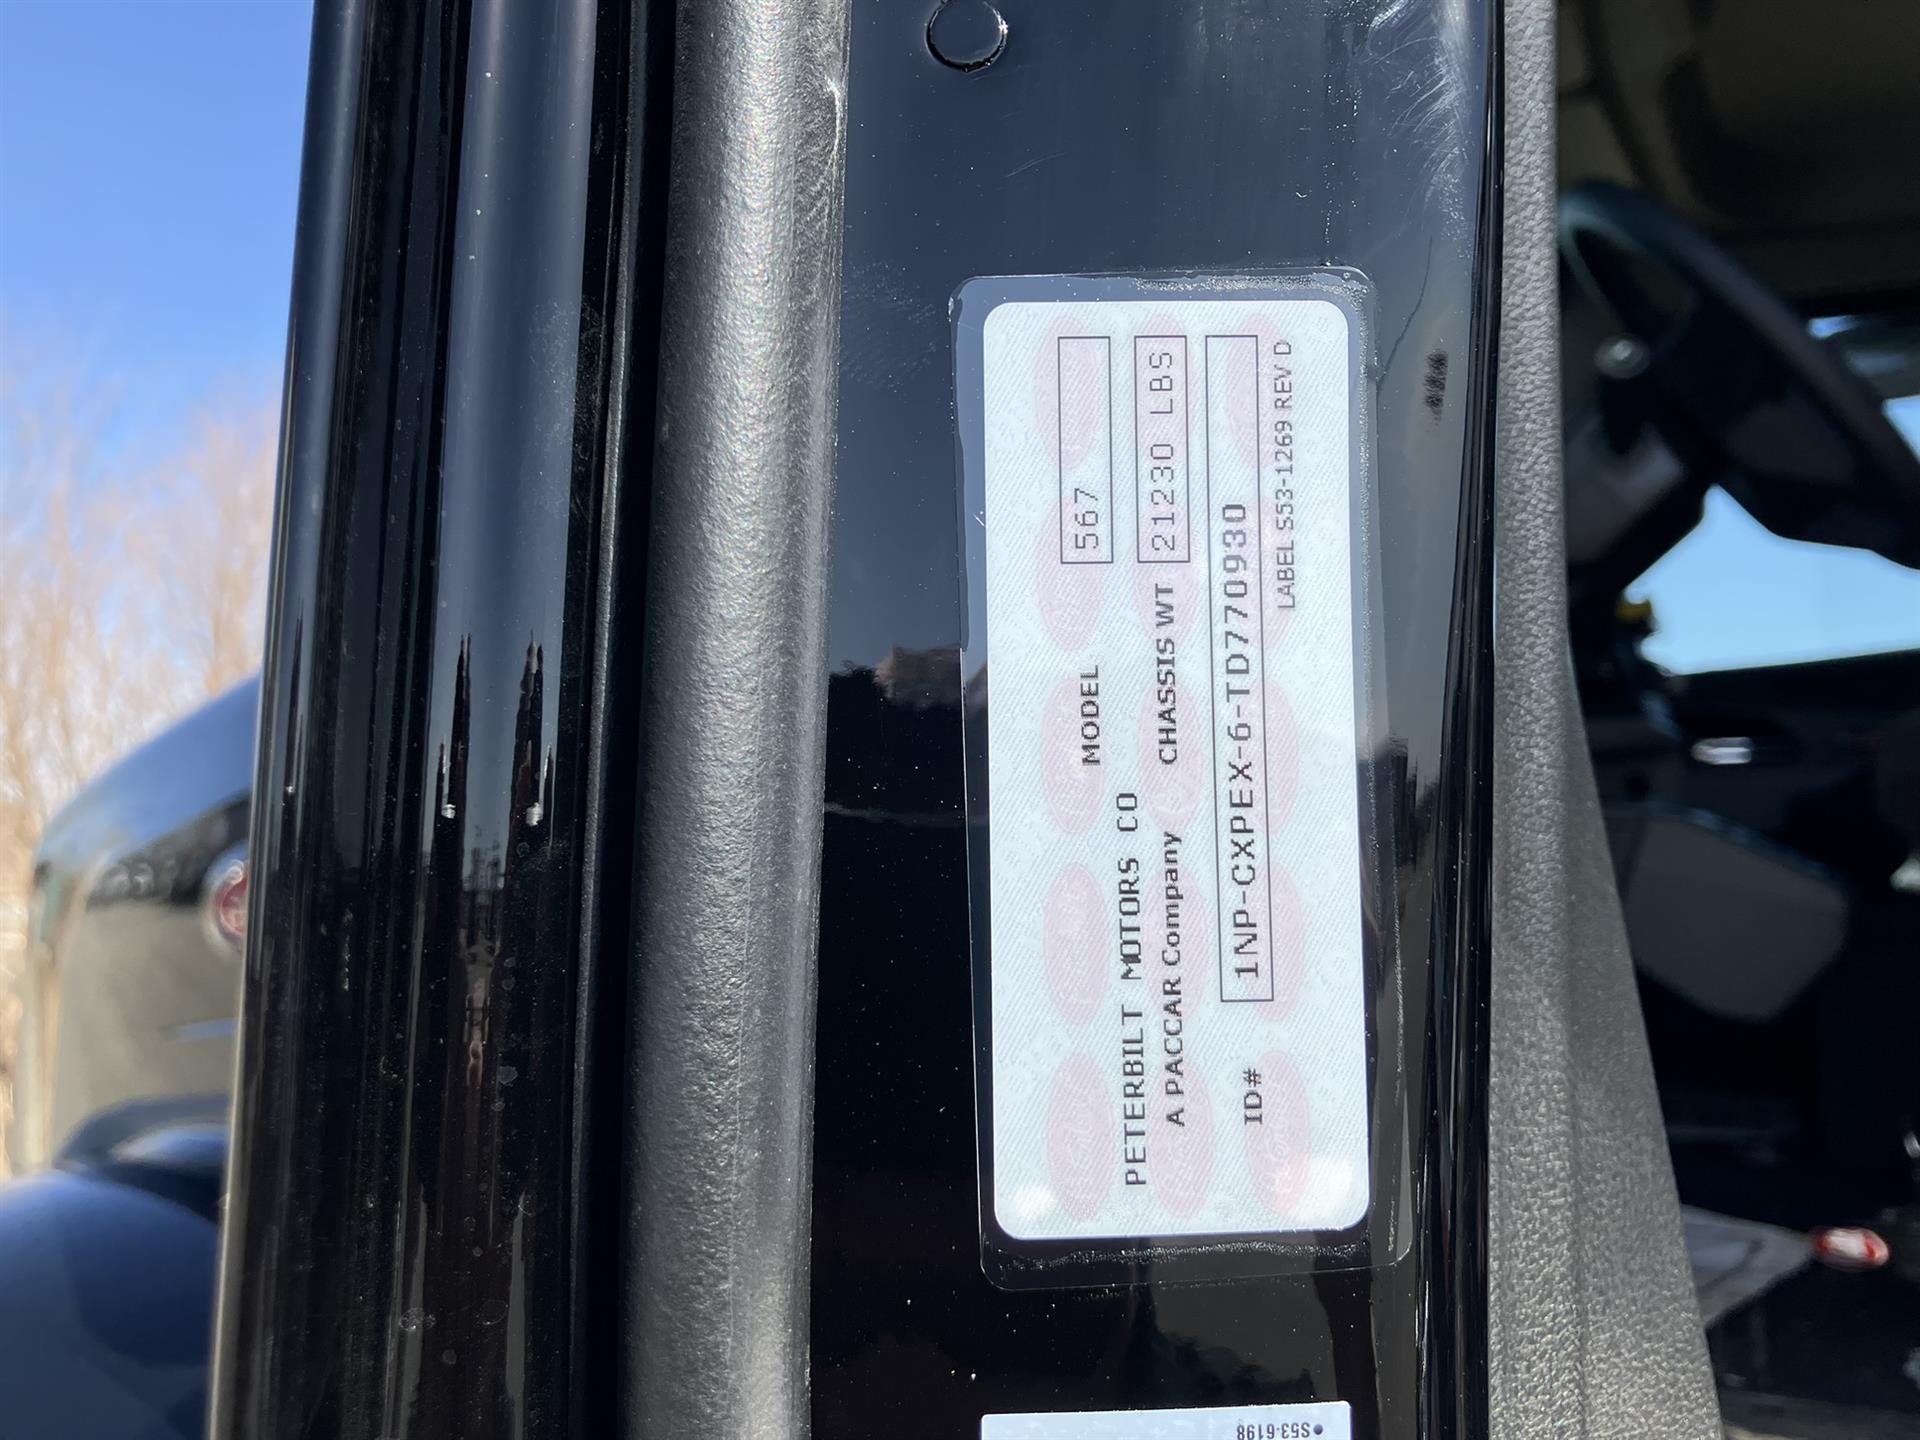 MODEL 567
PETERBILT MOTORS CO
A PACCAR Company CHASSIS WT 21230 LBS
ID# 1NP-CXPEX-6-TD770930
LABEL S53-1269 REV D
•S53-6198